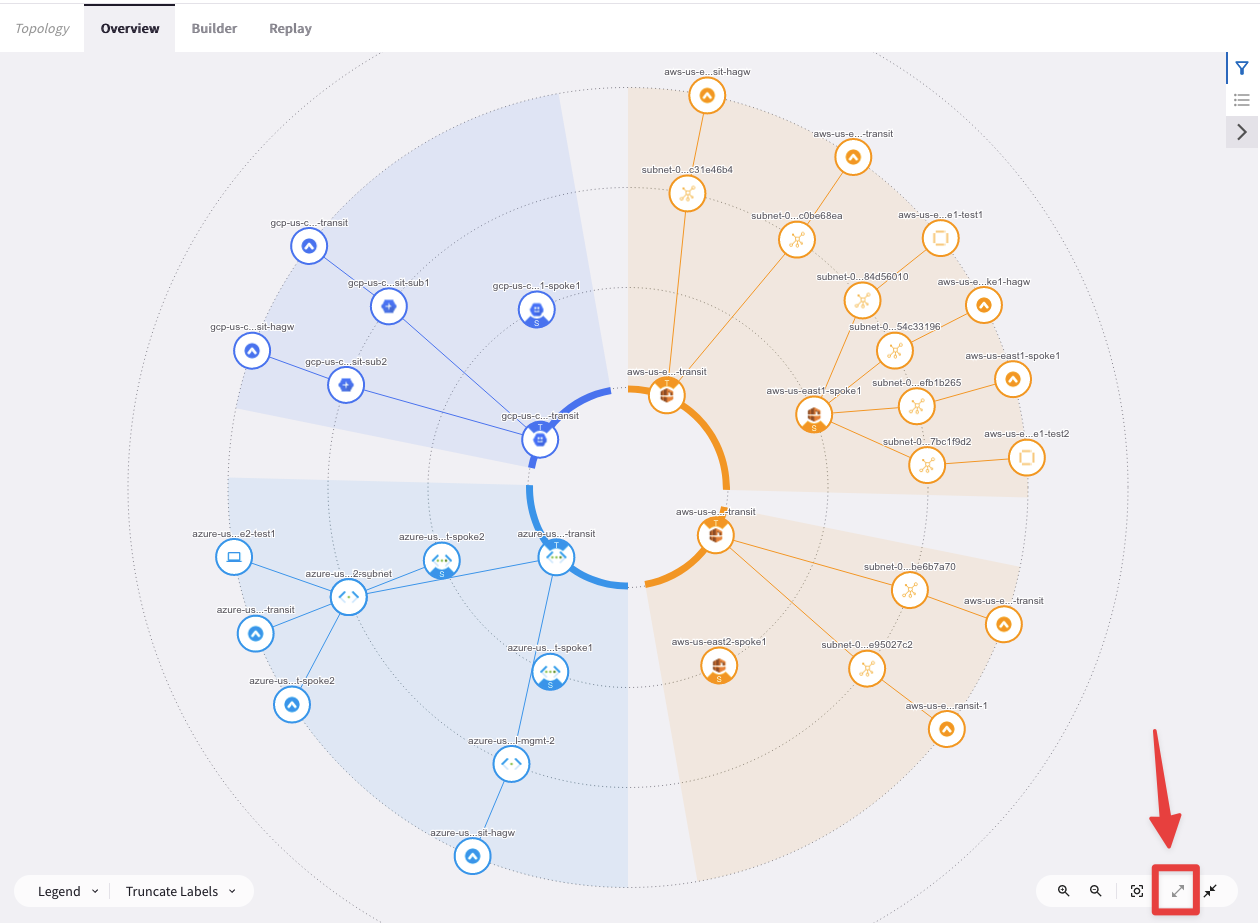 Topology
Overview
Builder
Replay
aws-us-e...sit-hagw
aws-us-e...-transit
subnet-0...c31e46b4
subnet-0...c0be68ea
aws-us-e...e1-test1
gcp-us-c...-transit
subnet-0...84d56010
gcp-us-c...sit-sub1
gcp-us-c...1-spoke1
S
aws-us-e...ke1-hagw
gcp-us-c...sit-hagw
subnet-0...54c33196
gcp-us-c...sit-sub2
aws-us-east1-spoke1
aws-us-e...-transit
T
subnet-0...efb1b265
aws-us-east1-spoke1
S
gcp-us-c...-transit
T
aws-us-e...e1-test2
subnet-0...7bc1f9d2
aws-us-e...-transit
T
azure-us...e2-test1
azure-us...t-spoke2
S
azure-us...-transit
T
azure-us...2-subnet
subnet-0...be6b7a70
azure-us...-transit
aws-us-e...-transit
aws-us-east2-spoke1
S
subnet-0...e95027c2
azure-us...t-spoke1
S
azure-us...t-spoke2
aws-us-e...ransit-1
azure-us...l-mgmt-2
azure-us...sit-hagw
Legend
Truncate Labels